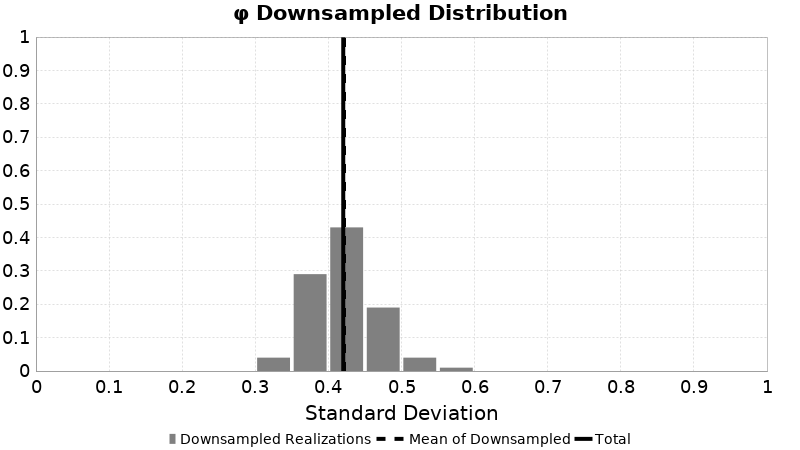 φ Downsampled Distribution
1
0.9
0.8
0.7
0.6
0.5
0.4
0.3
0.2
0.1
0
0 0.1 0.2 0.3 0.4 0.5 0.6 0.7 0.8 0.9 1
Standard Deviation
Downsampled Realizations Mean of Downsampled Total